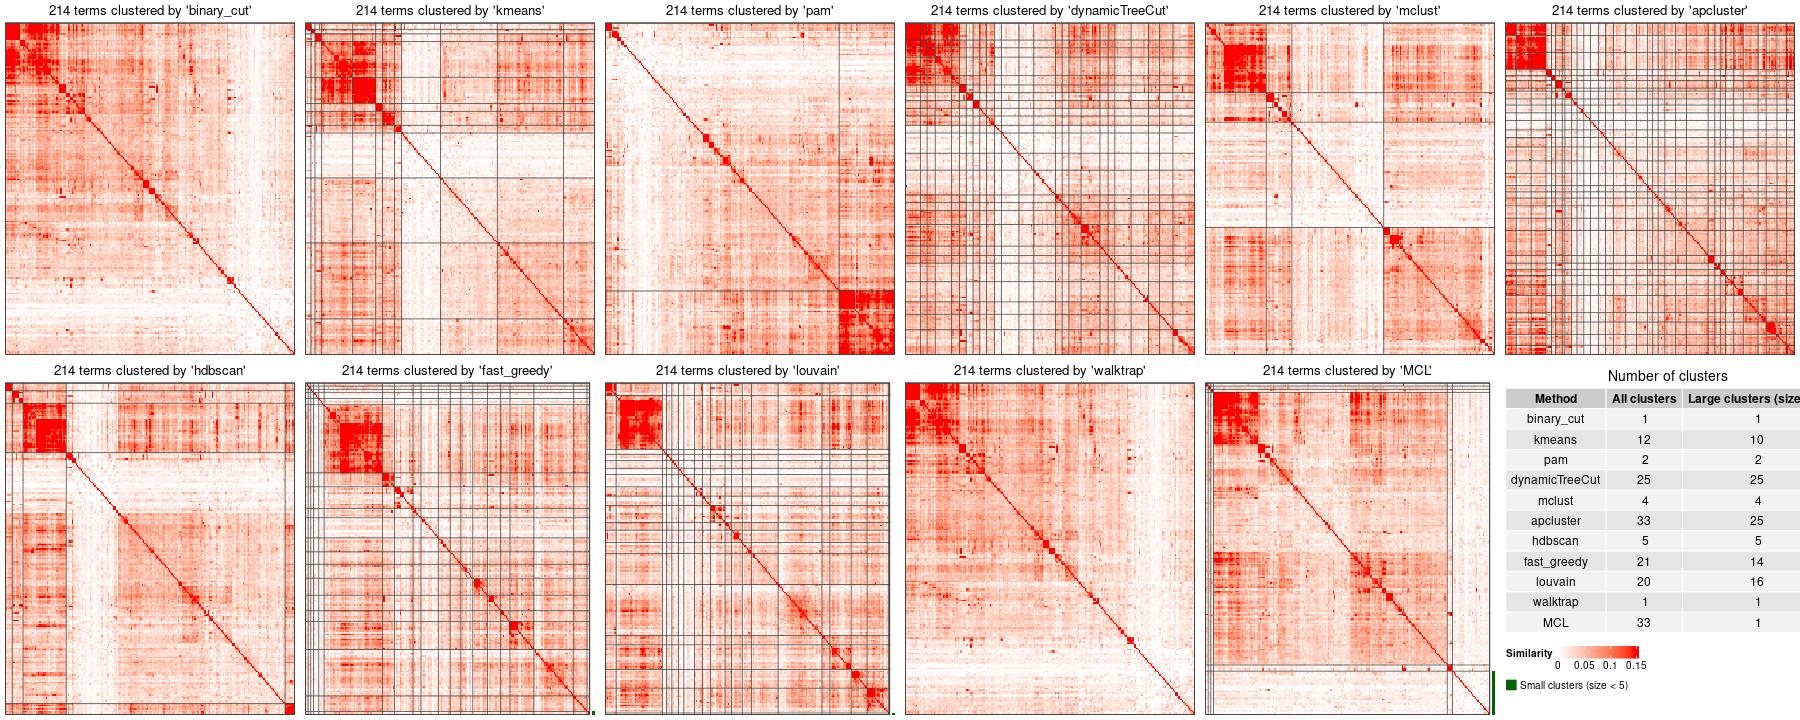 214 terms clustered by 'binary_cut'
214 terms clustered by 'kmeans'
214 terms clustered by 'pam'
214 terms clustered by 'dynamicTreeCut'
214 terms clustered by 'mclust'
214 terms clustered by 'apcluster'
214 terms clustered by 'hdbscan'
214 terms clustered by 'fast_greedy'
214 terms clustered by 'louvain'
214 terms clustered by 'walktrap'
214 terms clustered by 'MCL'
Number of clusters
Method All clusters Large clusters (size
binary_cut 1 1
kmeans 12 10
pam 2 2
dynamicTreeCut 25 25
mclust 4 4
apcluster 33 25
hdbscan 5 5
fast_greedy 21 14
louvain 20 16
walktrap 1 1
MCL 33 1
Similarity
0 0.05 0.1 0.15
Small clusters (size < 5)